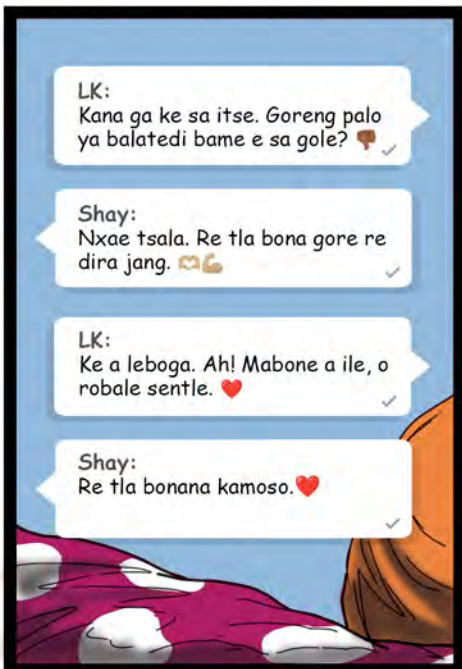 LK:
Kana ga ke sa itse. Goreng palo
ya balatedi bame e sa gole? 👎🏾
Shay:
Nxae tsala. Re tla bona gore re
dira jang. 🫶🏼💪🏼
LK:
Ke a leboga. Ah! Mabone a ile, o
robale sentle. ❤️
Shay:
Re tla bonana kamoso.❤️